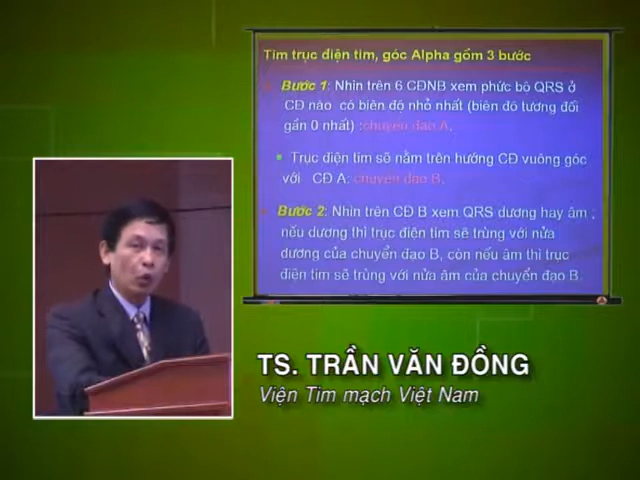 Tìm trục điện tim, góc Alpha gồm 3 bước
Bước 1: Nhìn trên 6 CĐNB xem phức bộ QRS ở
CĐ nào có biên độ nhỏ nhất (biên đô tương đối
gần 0 nhất) :chuyển đạo A.
Trục điện tim sẽ nằm trên hướng CĐ vuông góc
với CĐ A: chuyển đạo B.
Bước 2: Nhìn trên CĐ B xem QRS dương hay âm ;
nếu dương thì trục điện tim sẽ trùng với nửa
dương của chuyển đạo B, còn nếu âm thì trục
điện tim sẽ trùng với nửa âm của chuyển đạo B.
TS. TRẦN VĂN ĐỒNG
Viện Tim mạch Việt Nam